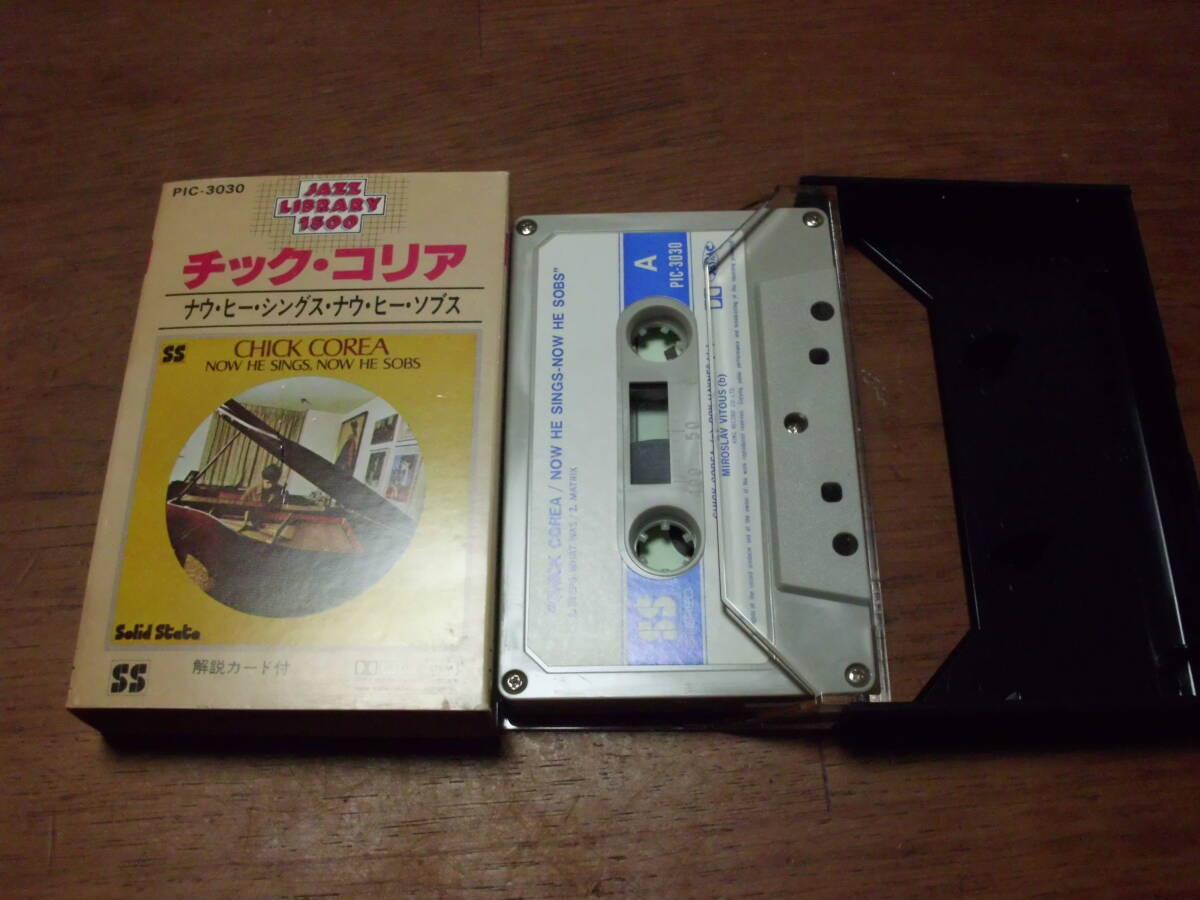 PIC-3030
JAZZ
LIBRARY
1500
チック・コリア
ナウ・ヒー・シングス・ナウ・ヒー・ソブス
SS
CHICK COREA
NOW HE SINGS, NOW HE SOBS
Solid State
SS
解説カード付
"CHICK COREA / NOW HE SINGS-NOW HE SOBS"
2. MATRIX
A
PIC-3030
SS
100 50
MIROSLAV VITOUS (b)